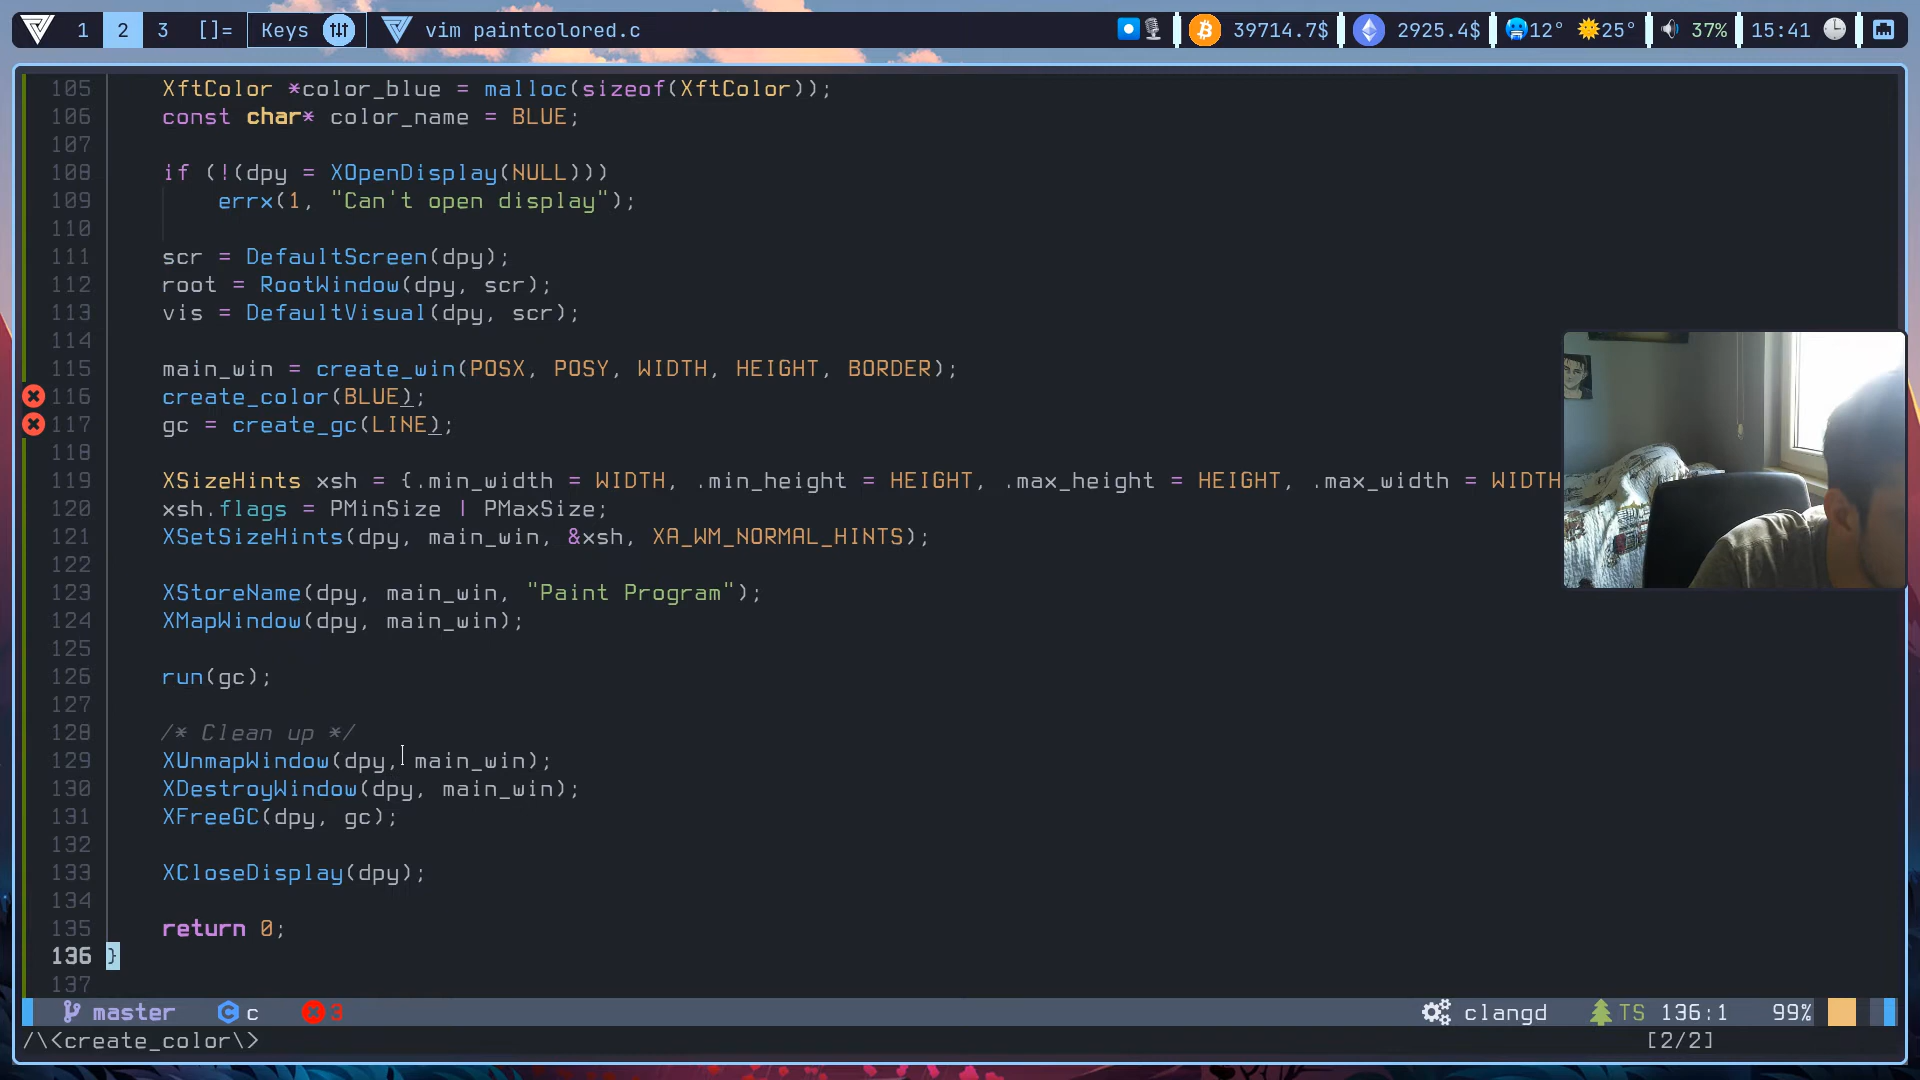 1 2 3 []= Keys vim paintcolored.c 39714.7$ 2925.4$ 12° 25° 37% 15:41
105 XftColor *color_blue = malloc(sizeof(XftColor));
106 const char* color_name = BLUE;
107
108 if (!(dpy = XOpenDisplay(NULL)))
109 errx(1, "Can't open display");
110
111 scr = DefaultScreen(dpy);
112 root = RootWindow(dpy, scr);
113 vis = DefaultVisual(dpy, scr);
114
115 main_win = create_win(POSX, POSY, WIDTH, HEIGHT, BORDER);
116 create_color(BLUE);
117 gc = create_gc(LINE);
118
119 XSizeHints xsh = {.min_width = WIDTH, .min_height = HEIGHT, .max_height = HEIGHT, .max_width = WIDTH
120 xsh.flags = PMinSize | PMaxSize;
121 XSetSizeHints(dpy, main_win, &xsh, XA_WM_NORMAL_HINTS);
122
123 XStoreName(dpy, main_win, "Paint Program");
124 XMapWindow(dpy, main_win);
125
126 run(gc);
127
128 /* Clean up */
129 XUnmapWindow(dpy, main_win);
130 XDestroyWindow(dpy, main_win);
131 XFreeGC(dpy, gc);
132
133 XCloseDisplay(dpy);
134
135 return 0;
136 }
137
master c 3 clangd TS 136:1 99%
/\<create_color\> [2/2]